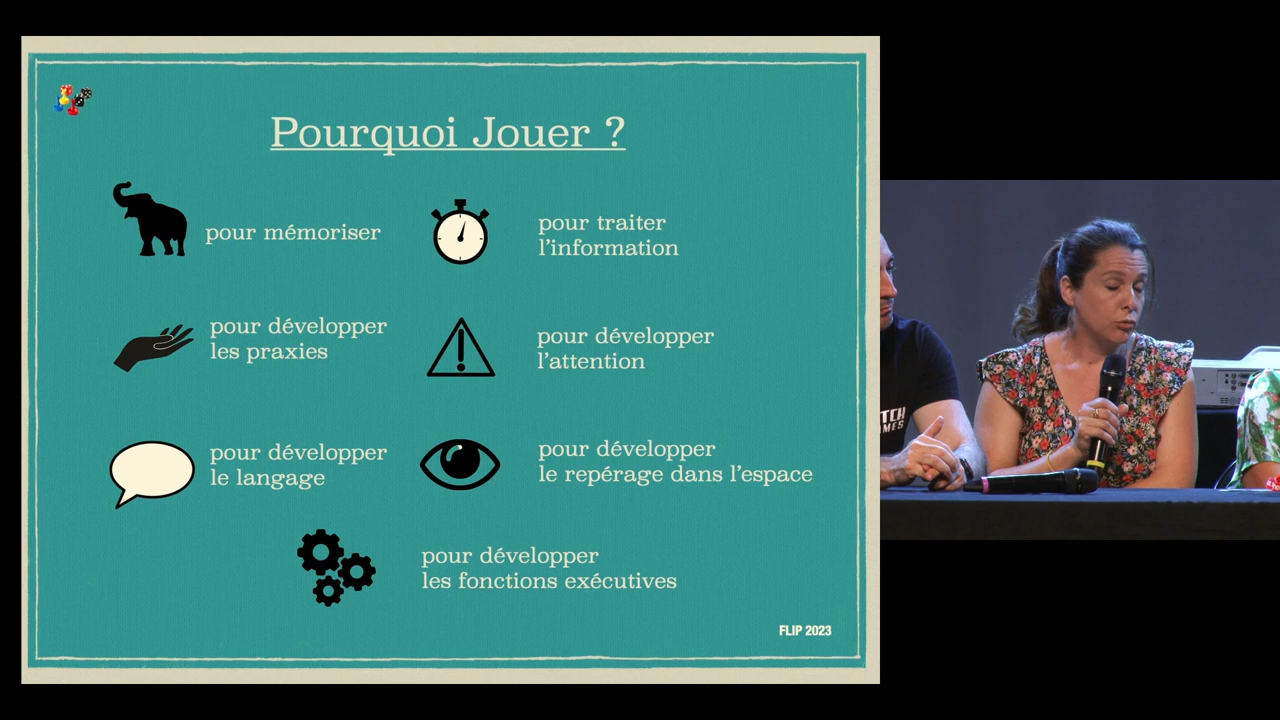 Pourquoi Jouer ?
pour mémoriser
pour traiter
l'information
pour développer
les praxies
pour développer
l'attention
pour développer
le langage
pour développer
le repérage dans l'espace
pour développer
les fonctions exécutives
FLIP 2023